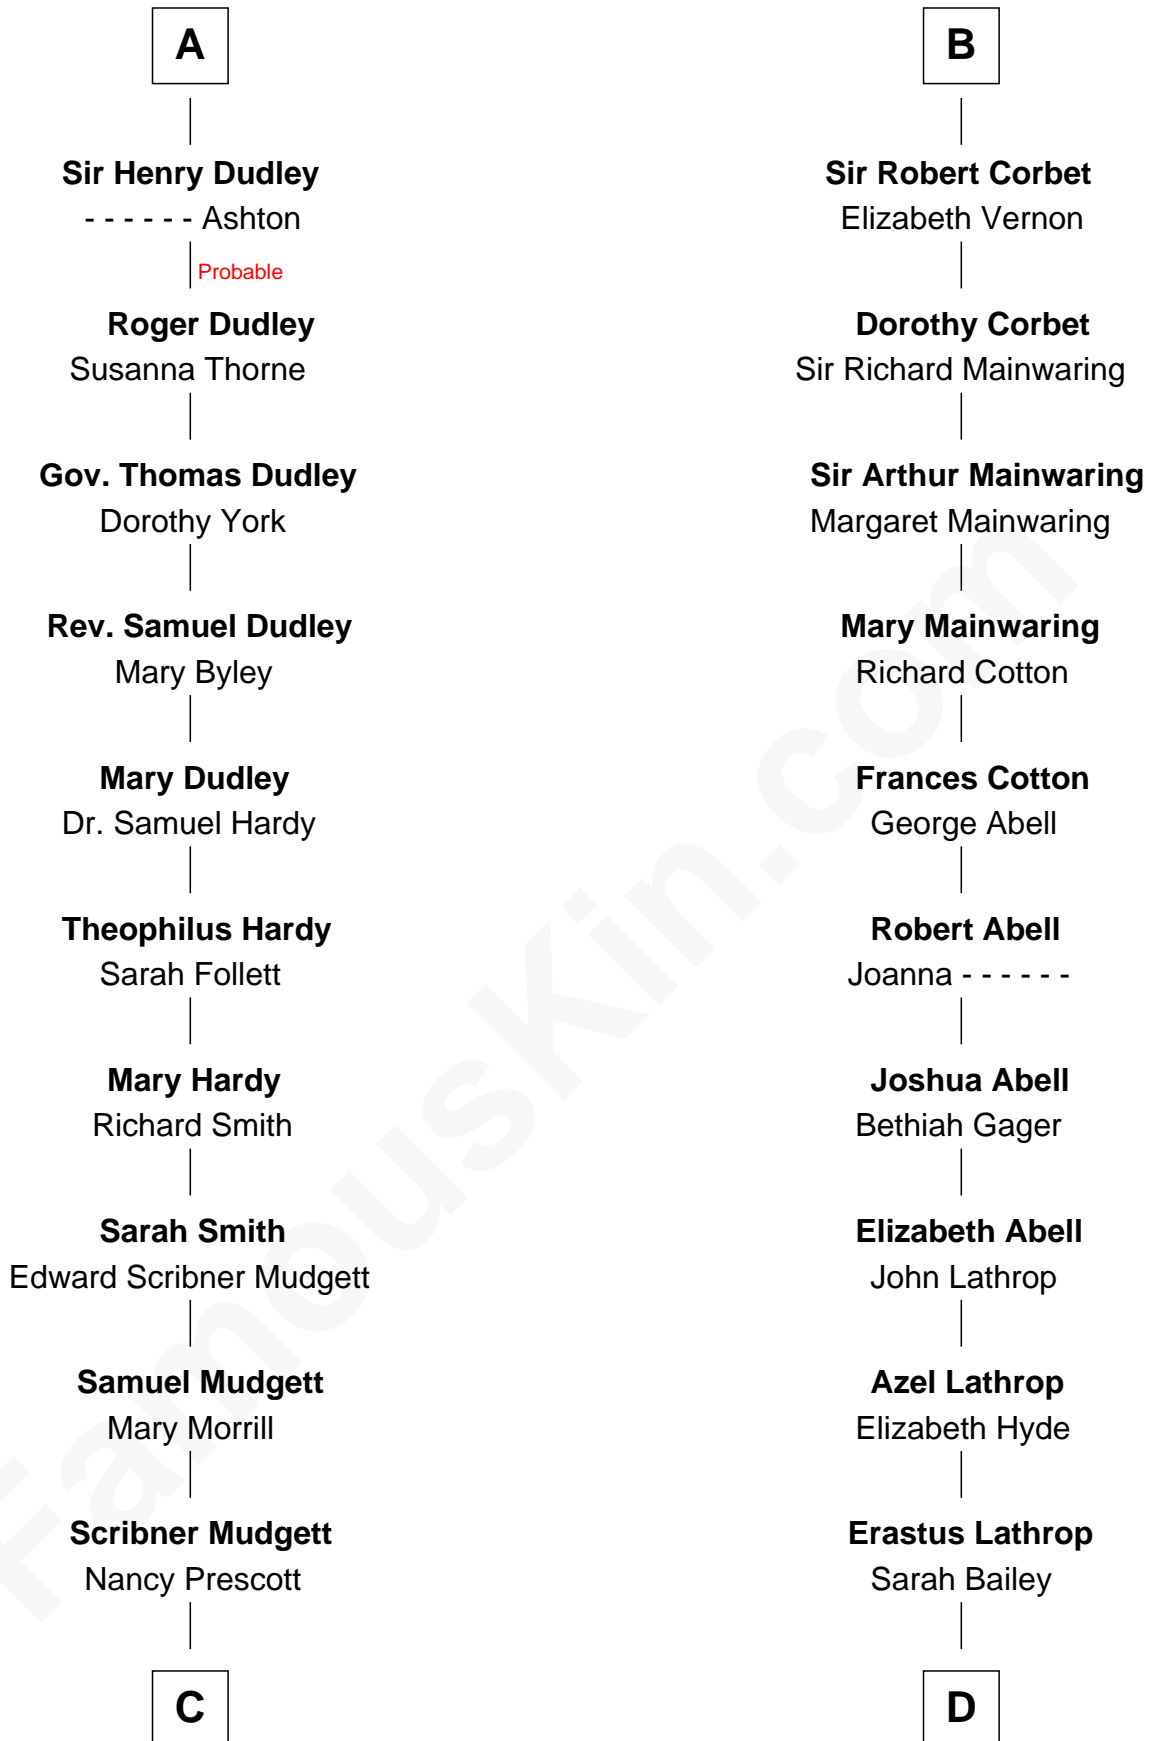 A
Sir Henry Dudley
- - - - - - Ashton
Probable
Roger Dudley
Susanna Thorne
Gov. Thomas Dudley
Dorothy York
Rev. Samuel Dudley
Mary Byley
Mary Dudley
Dr. Samuel Hardy
Theophilus Hardy
Sarah Follett
Mary Hardy
Richard Smith
Sarah Smith
Edward Scribner Mudgett
Samuel Mudgett
Mary Morrill
Scribner Mudgett
Nancy Prescott
C
B
Sir Robert Corbet
Elizabeth Vernon
Dorothy Corbet
Sir Richard Mainwaring
Sir Arthur Mainwaring
Margaret Mainwaring
Mary Mainwaring
Richard Cotton
Frances Cotton
George Abell
Robert Abell
Joanna - - - - - -
Joshua Abell
Bethiah Gager
Elizabeth Abell
John Lathrop
Azel Lathrop
Elizabeth Hyde
Erastus Lathrop
Sarah Bailey
D
FamousKin.com